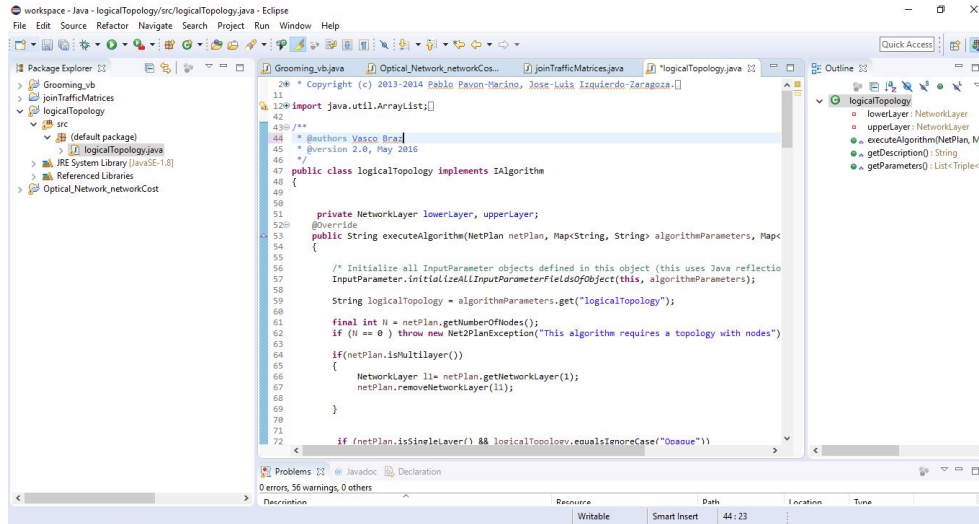 workspace - Java - logicalTopology/src/logicalTopology.java - Eclipse
File Edit Source Refactor Navigate Search Project Run Window Help
Quick Access
Package Explorer
Grooming_vb
joinTrafficMatrices
logicalTopology
src
(default package)
logicalTopology.java
JRE System Library [JavaSE-1.8]
Referenced Libraries
Optical_Network_networkCost
Grooming_vb.java
Optical_Network_networkCos...
joinTrafficMatrices.java
*logicalTopology.java
2 * Copyright (c) 2013-2014 Pablo Pavon-Marino, Jose-Luis Izquierdo-Zaragoza.
11
12 import java.util.ArrayList;
42
43 /**
44 * @authors Vasco Braz
45 * @version 2.0, May 2016
46 */
47 public class logicalTopology implements IAlgorithm
48 {
49
50
51 private NetworkLayer lowerLayer, upperLayer;
52 @Override
53 public String executeAlgorithm(NetPlan netPlan, Map<String, String> algorithmParameters, Map<
54 {
55
56 /* Initialize all InputParameter objects defined in this object (this uses Java reflectio
57 InputParameter.initializeAllInputParameterFieldsOfObject(this, algorithmParameters);
58
59 String logicalTopology = algorithmParameters.get("logicalTopology");
60
61 final int N = netPlan.getNumberOfNodes();
62 if (N == 0 ) throw new Net2PlanException("This algorithm requires a topology with nodes")
63
64 if(netPlan.isMultilayer())
65 {
66 NetworkLayer l1= netPlan.getNetworkLayer(1);
67 netPlan.removeNetworkLayer(l1);
68
69 }
70
71
72 if (netPlan.isSingleLayer() && logicalTopology.equalsIgnoreCase("Opaque"))
Outline
logicalTopology
lowerLayer : NetworkLayer
upperLayer : NetworkLayer
executeAlgorithm(NetPlan, M
getDescription() : String
getParameters() : List<Triple<
Problems
Javadoc
Declaration
0 errors, 56 warnings, 0 others
Description Resource Path Location Type
Writable Smart Insert 44 : 23